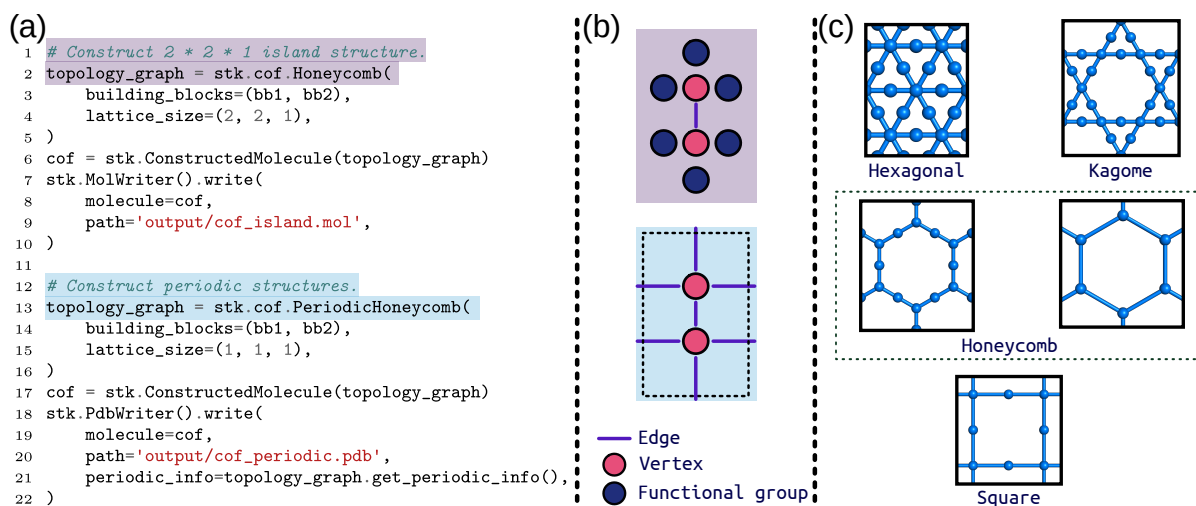 (a)
1 # Construct 2 * 2 * 1 island structure.
2 topology_graph = stk.cof.Honeycomb(
3     building_blocks=(bb1, bb2),
4     lattice_size=(2, 2, 1),
5 )
6 cof = stk.ConstructedMolecule(topology_graph)
7 stk.MolWriter().write(
8     molecule=cof,
9     path='output/cof_island.mol',
10 )
11
12 # Construct periodic structures.
13 topology_graph = stk.cof.PeriodicHoneycomb(
14     building_blocks=(bb1, bb2),
15     lattice_size=(1, 1, 1),
16 )
17 cof = stk.ConstructedMolecule(topology_graph)
18 stk.PdbWriter().write(
19     molecule=cof,
20     path='output/cof_periodic.pdb',
21     periodic_info=topology_graph.get_periodic_info(),
22 )
(b)
Edge
Vertex
Functional group
(c)
Hexagonal
Kagome
Honeycomb
Square